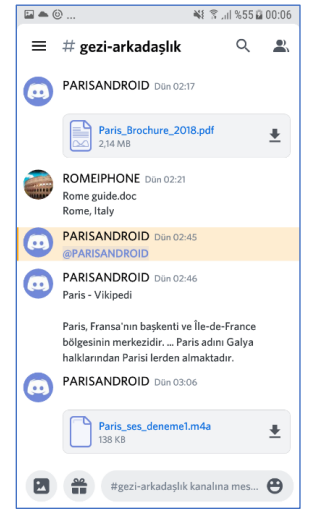 %55 00:06
# gezi-arkadaşlık
PARISANDROID Dün 02:17
Paris_Brochure_2018.pdf
2,14 MB
ROMEIPHONE Dün 02:21
Rome guide.doc
Rome, Italy
PARISANDROID Dün 02:45
@PARISANDROID
PARISANDROID Dün 02:46
Paris - Vikipedi
Paris, Fransa'nın başkenti ve Île-de-France
bölgesinin merkezidir. ... Paris adını Galya
halklarından Parisi lerden almaktadır.
PARISANDROID Dün 03:06
Paris_ses_deneme1.m4a
138 KB
#gezi-arkadaşlık kanalına mes...